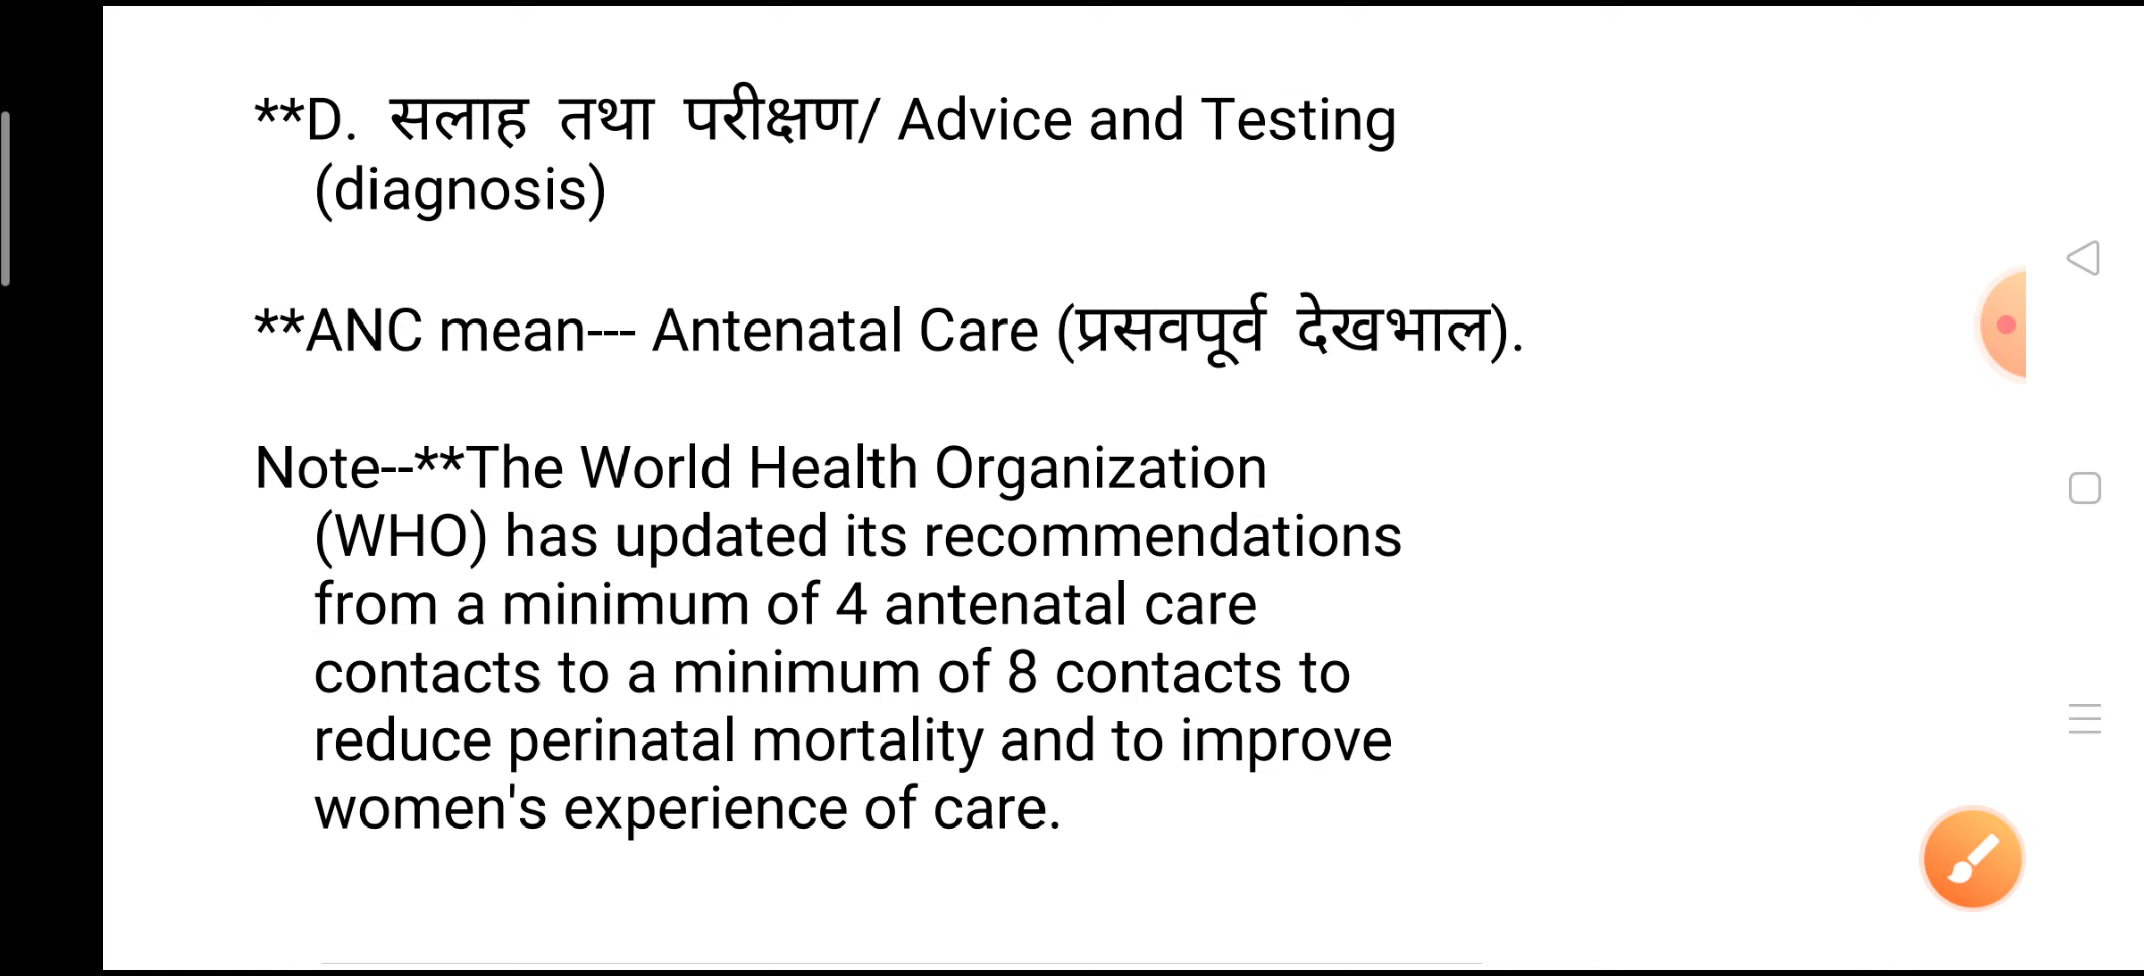 **D. सलाह तथा परीक्षण/ Advice and Testing
(diagnosis)
**ANC mean--- Antenatal Care (प्रसवपूर्व देखभाल).
Note--**The World Health Organization
(WHO) has updated its recommendations
from a minimum of 4 antenatal care
contacts to a minimum of 8 contacts to
reduce perinatal mortality and to improve
women's experience of care.